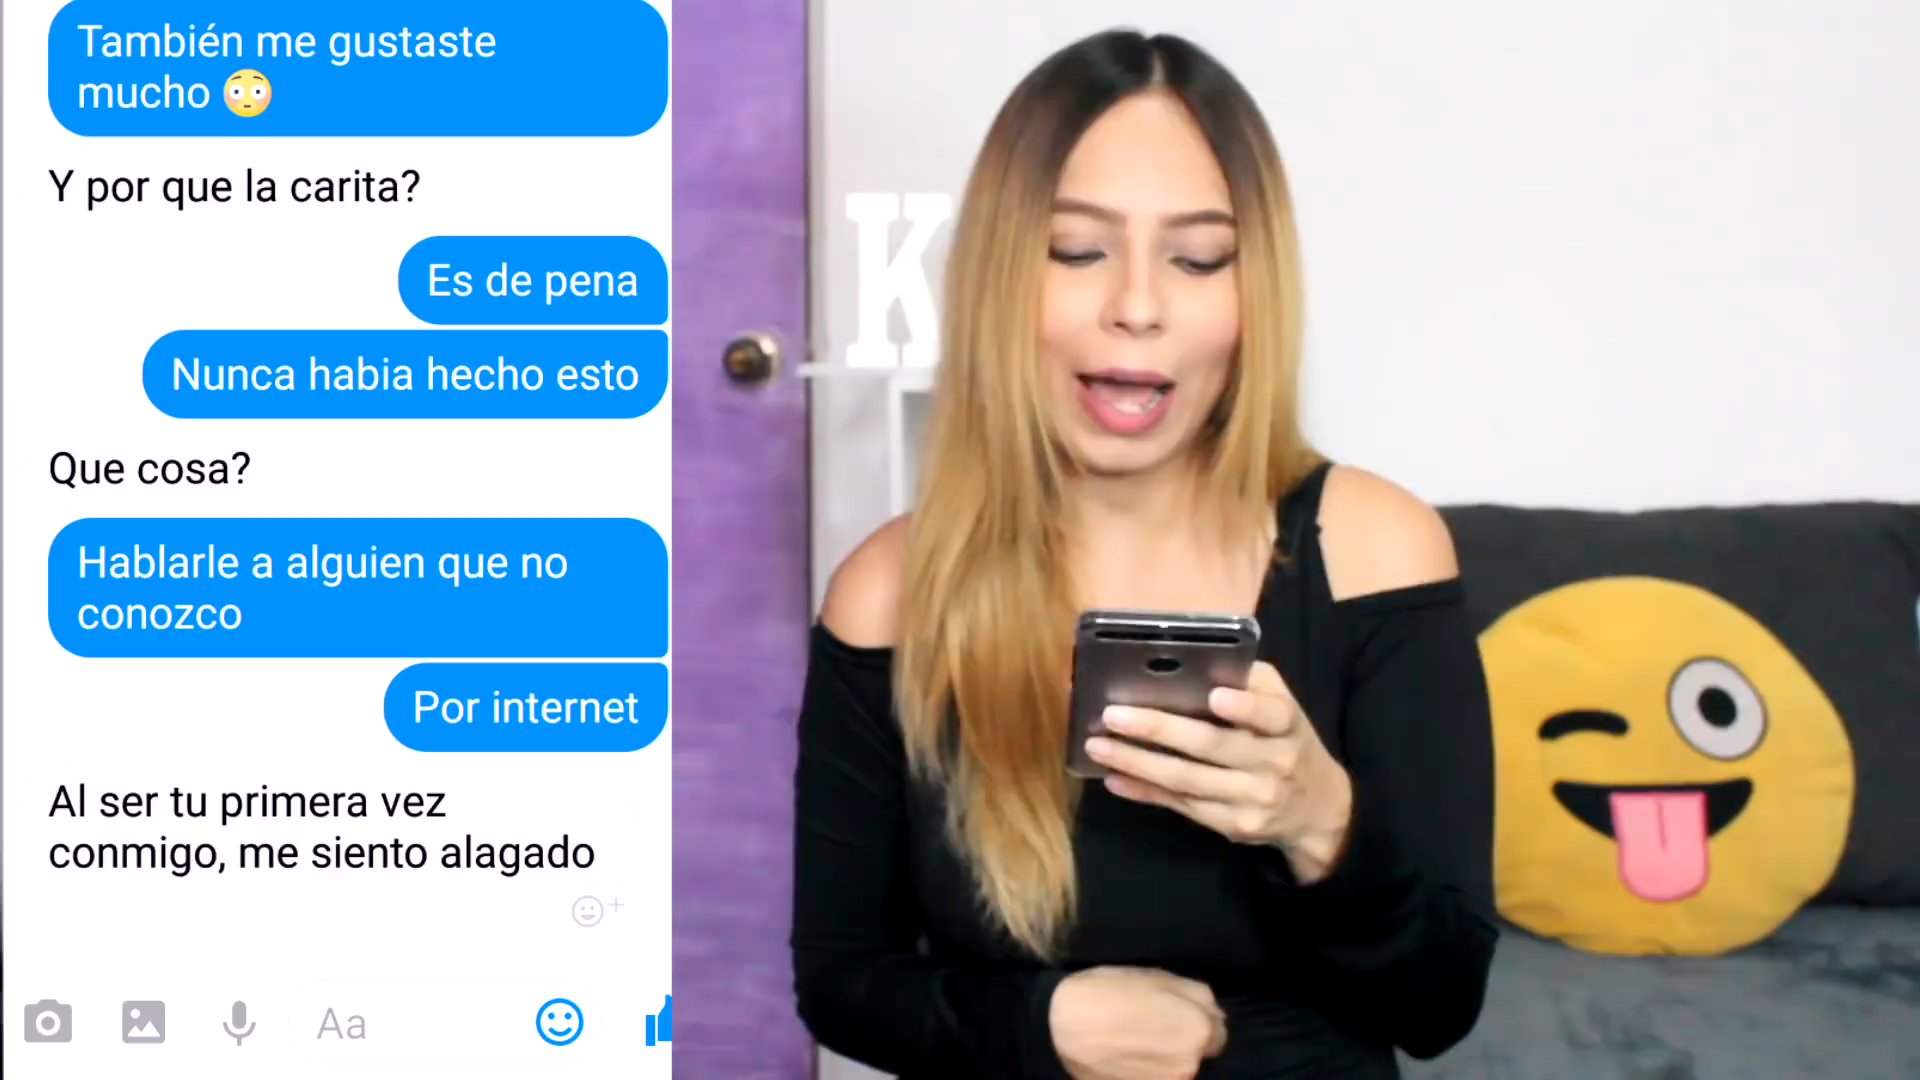 También me gustaste
mucho 😳
Y por que la carita?
Es de pena
Nunca habia hecho esto
Que cosa?
Hablarle a alguien que no
conozco
Por internet
Al ser tu primera vez
conmigo, me siento alagado
Aa
K